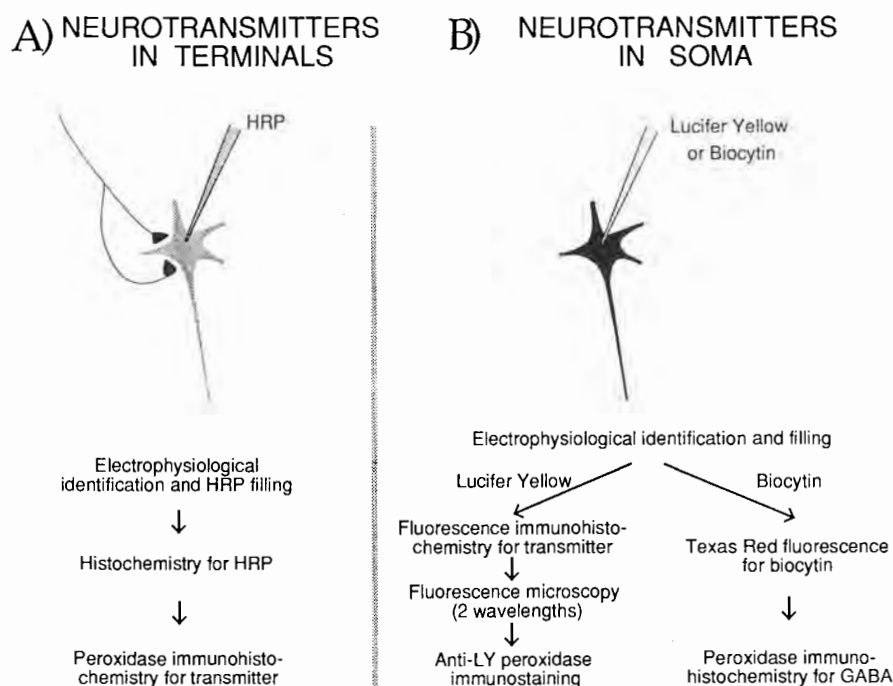 A) NEUROTRANSMITTERS
IN TERMINALS
HRP
Electrophysiological
identification and HRP filling
Histochemistry for HRP
Peroxidase immunohisto-
chemistry for transmitter
B) NEUROTRANSMITTERS
IN SOMA
Lucifer Yellow
or Biocytin
Electrophysiological identification and filling
Lucifer Yellow
Fluorescence immunohisto-
chemistry for transmitter
Fluorescence microscopy
(2 wavelengths)
Anti-LY peroxidase
immunostaining
Biocytin
Texas Red fluorescence
for biocytin
Peroxidase immuno-
histochemistry for GABA